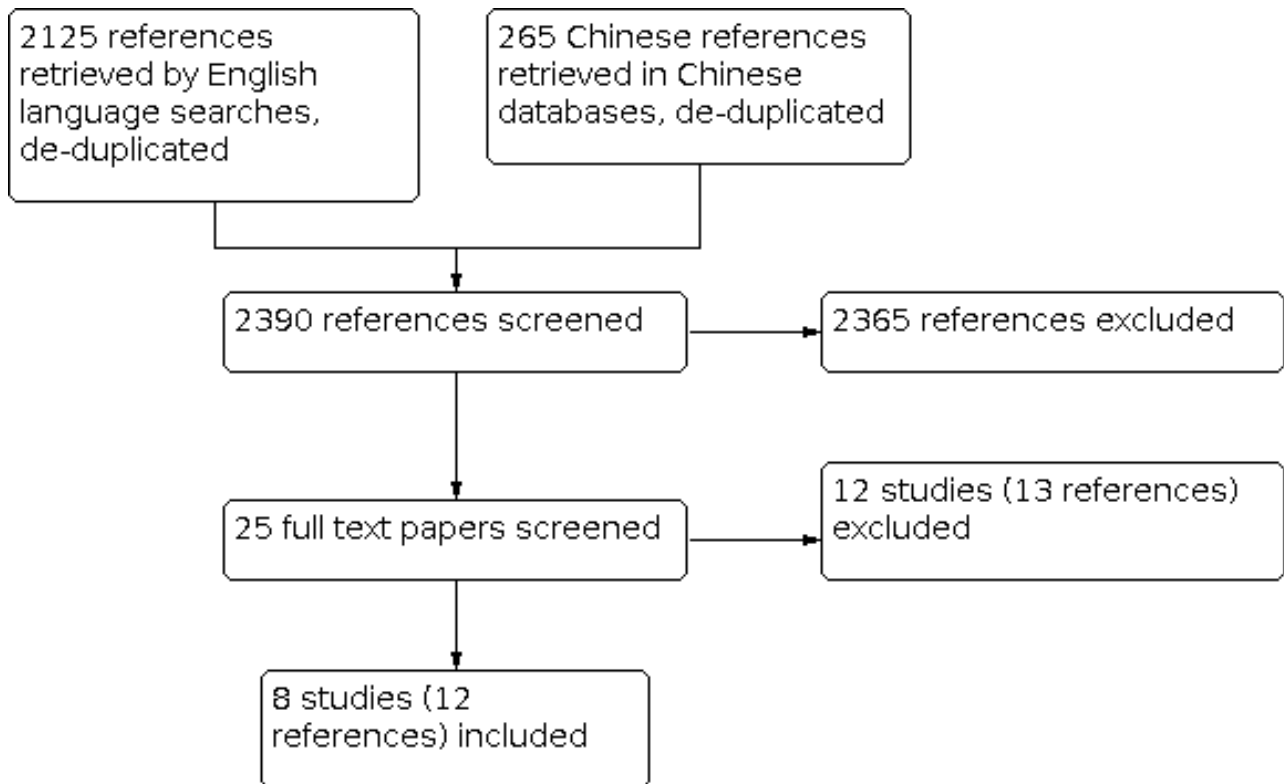 2125 references
retrieved by English
language searches,
de-duplicated
265 Chinese references
retrieved in Chinese
databases, de-duplicated
2390 references screened
2365 references excluded
25 full text papers screened
12 studies (13 references)
excluded
8 studies (12
references) included